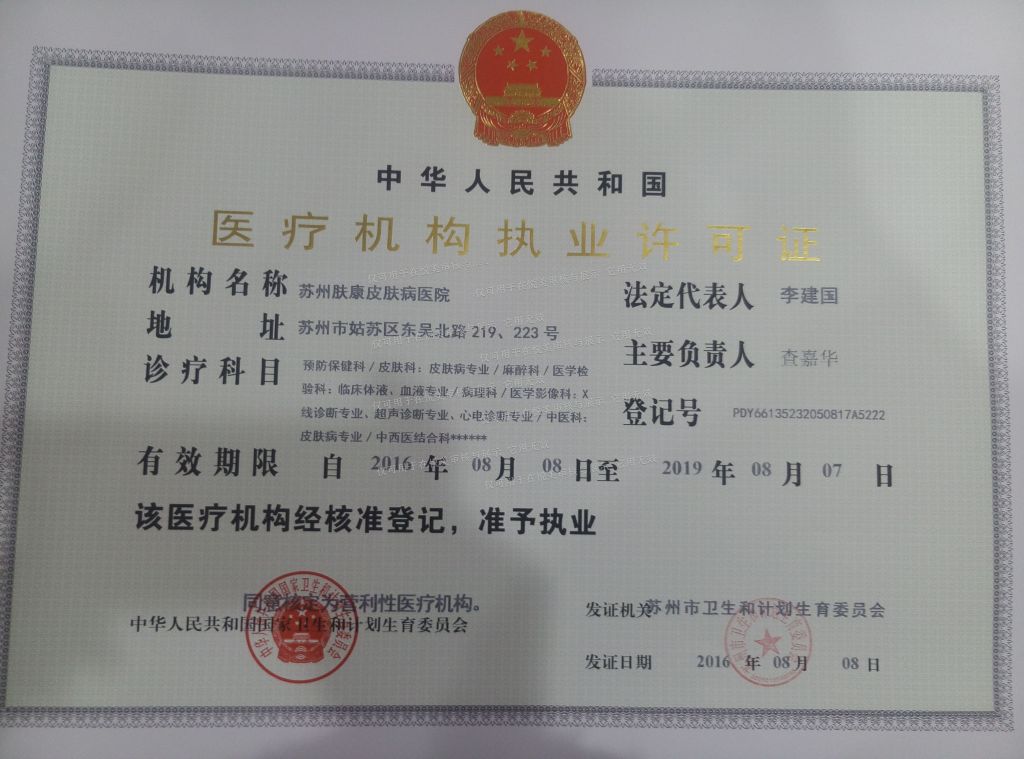 中华人民共和国
医疗机构执业许可证
机构名称 苏州肤康皮肤病医院
法定代表人 李建国
地址 苏州市姑苏区东吴北路219、223号
主要负责人 查嘉华
诊疗科目 预防保健科/皮肤科:皮肤病专业/麻醉科/医学检
验科:临床体液、血液专业/病理科/医学影像科:X
线诊断专业、超声诊断专业、心电诊断专业/中医科:
皮肤病专业/中西医结合科******
登记号 PDY66135232050817A5222
有效期限 自 2016 年 08 月 08 日至 2019 年 08 月 07 日
该医疗机构经核准登记，准予执业
同意核定为营利性医疗机构。
中华人民共和国国家卫生和计划生育委员会
发证机关 苏州市卫生和计划生育委员会
发证日期 2016 年 08 月 08 日